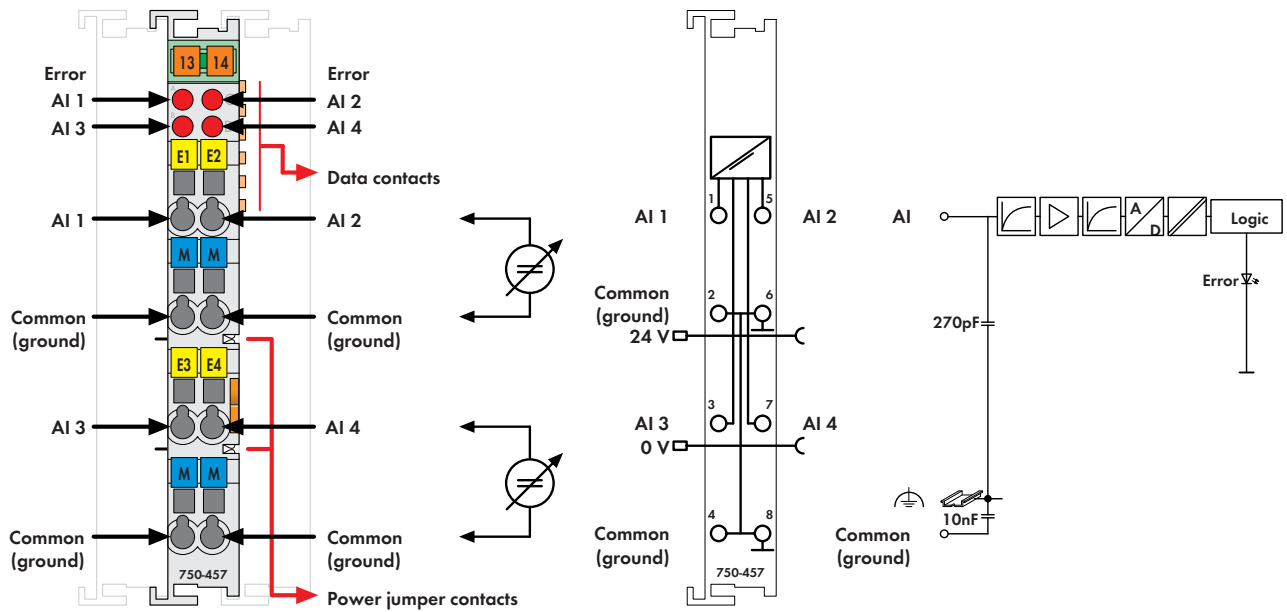 13 14
Error
Error
AI 1
AI 2
AI 3
AI 4
E1 E2
Data contacts
AI 1
AI 2
M M
Common
(ground)
Common
(ground)
E3 E4
AI 3
AI 4
M M
Common
(ground)
Common
(ground)
750-457
Power jumper contacts
1
5
AI 1
AI 2
Common
(ground)
2
6
24 V
3
7
AI 3
AI 4
0 V
4
8
Common
(ground)
750-457
AI
A
D
Logic
Error
270pF
10nF
Common
(ground)